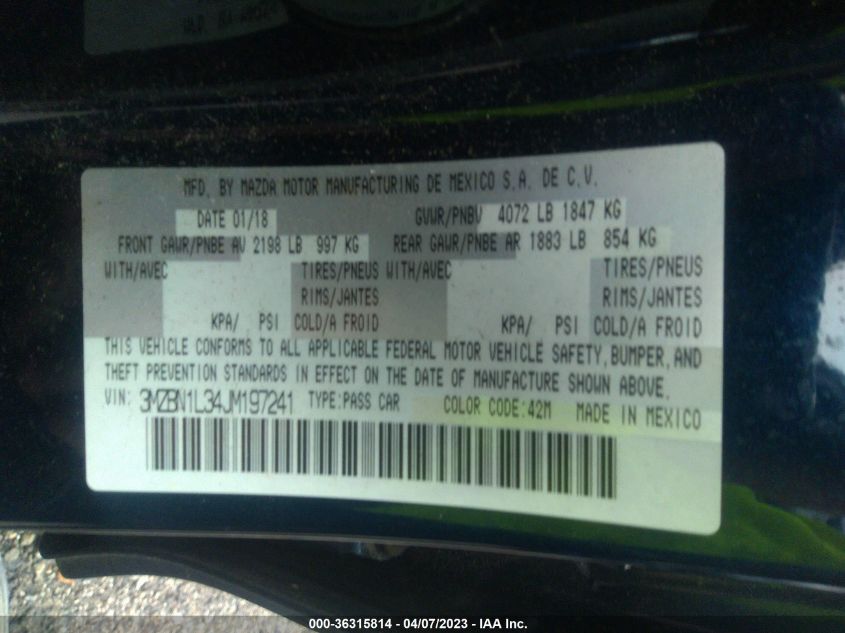 MFD. BY MAZDA MOTOR MANUFACTURING DE MEXICO S.A. DE C.V.
DATE 01/18 GVWR/PNBV 4072 LB 1847 KG
FRONT GAWR/PNBE AV 2198 LB 997 KG REAR GAWR/PNBE AR 1883 LB 854 KG
WITH/AVEC TIRES/PNEUS WITH/AVEC TIRES/PNEUS
RIMS/JANTES RIMS/JANTES
KPA/ PSI COLD/A FROID KPA/ PSI COLD/A FROID
THIS VEHICLE CONFORMS TO ALL APPLICABLE FEDERAL MOTOR VEHICLE SAFETY, BUMPER, AND
THEFT PREVENTION STANDARDS IN EFFECT ON THE DATE OF MANUFACTURE SHOWN ABOVE.
VIN: 3MZBN1L34JM197241 TYPE:PASS CAR COLOR CODE:42M MADE IN MEXICO
000-36315814 - 04/07/2023 - IAA Inc.